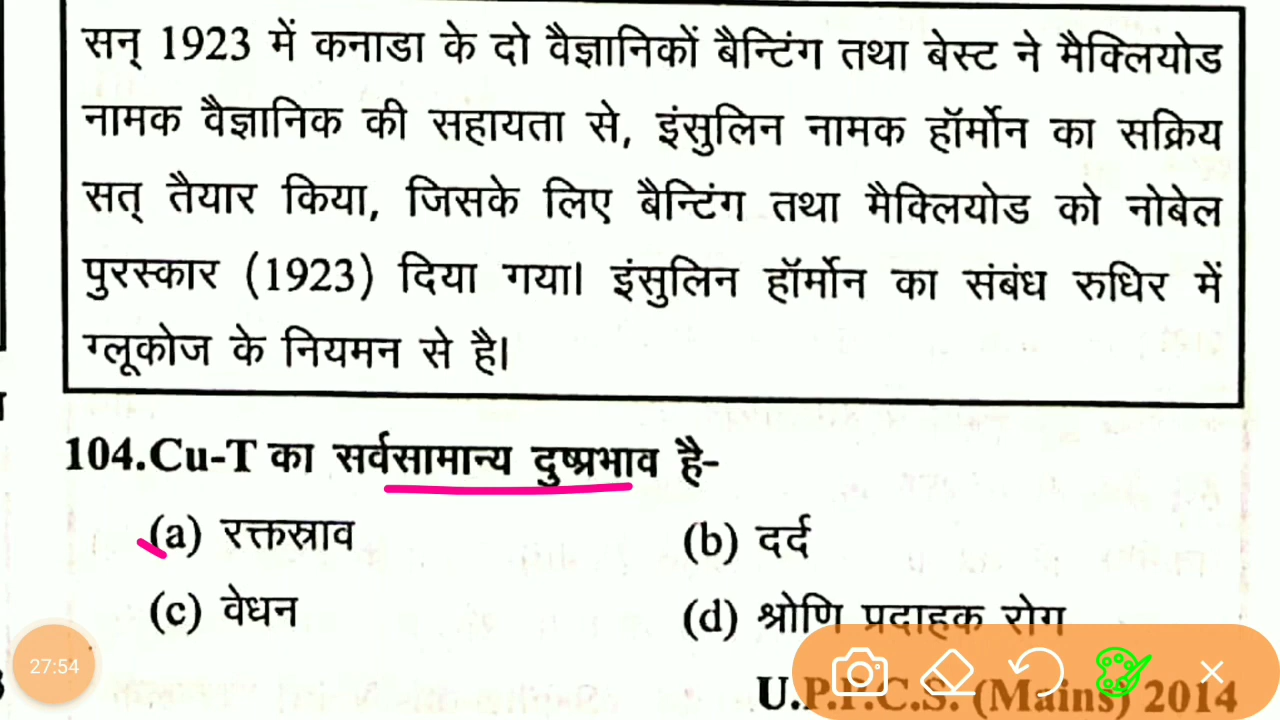 सन् 1923 में कनाडा के दो वैज्ञानिकों बैन्टिंग तथा बेस्ट ने मैक्लियोड
नामक वैज्ञानिक की सहायता से, इंसुलिन नामक हॉर्मोन का सक्रिय
सत् तैयार किया, जिसके लिए बैन्टिंग तथा मैक्लियोड को नोबेल
पुरस्कार (1923) दिया गया। इंसुलिन हॉर्मोन का संबंध रुधिर में
ग्लूकोज के नियमन से है।
104.Cu-T का सर्वसामान्य दुष्प्रभाव है-
(a) रक्तस्राव (b) दर्द
(c) वेधन (d) श्रोणि प्रदाहक रोग
27:54
U.P.P.C.S. (Mains) 2014